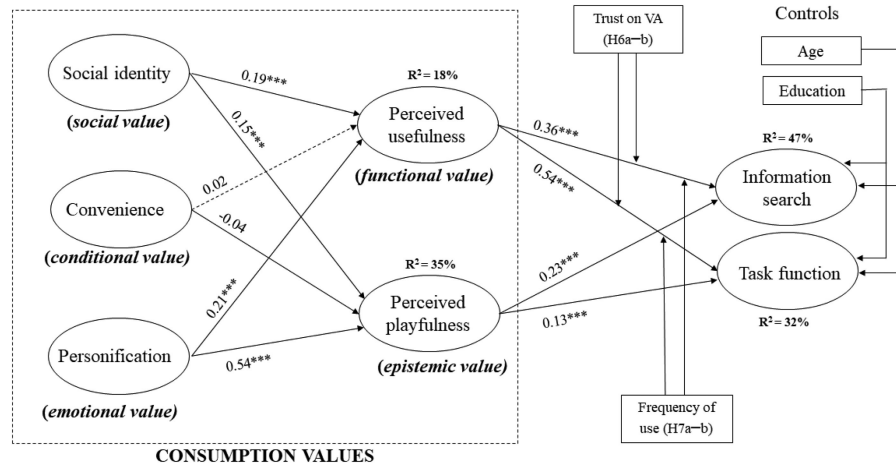 Controls
Trust on VA
(H6a–b)
Age
Education
Social identity
(social value)
0.19***
0.15***
R² = 18%
Perceived
usefulness
(functional value)
0.36***
0.54***
R² = 47%
Information
search
Convenience
(conditional value)
0.02
-0.04
R² = 35%
Perceived
playfulness
(epistemic value)
0.23***
0.13***
Task function
R² = 32%
Personification
(emotional value)
0.21***
0.54***
Frequency of
use (H7a–b)
CONSUMPTION VALUES